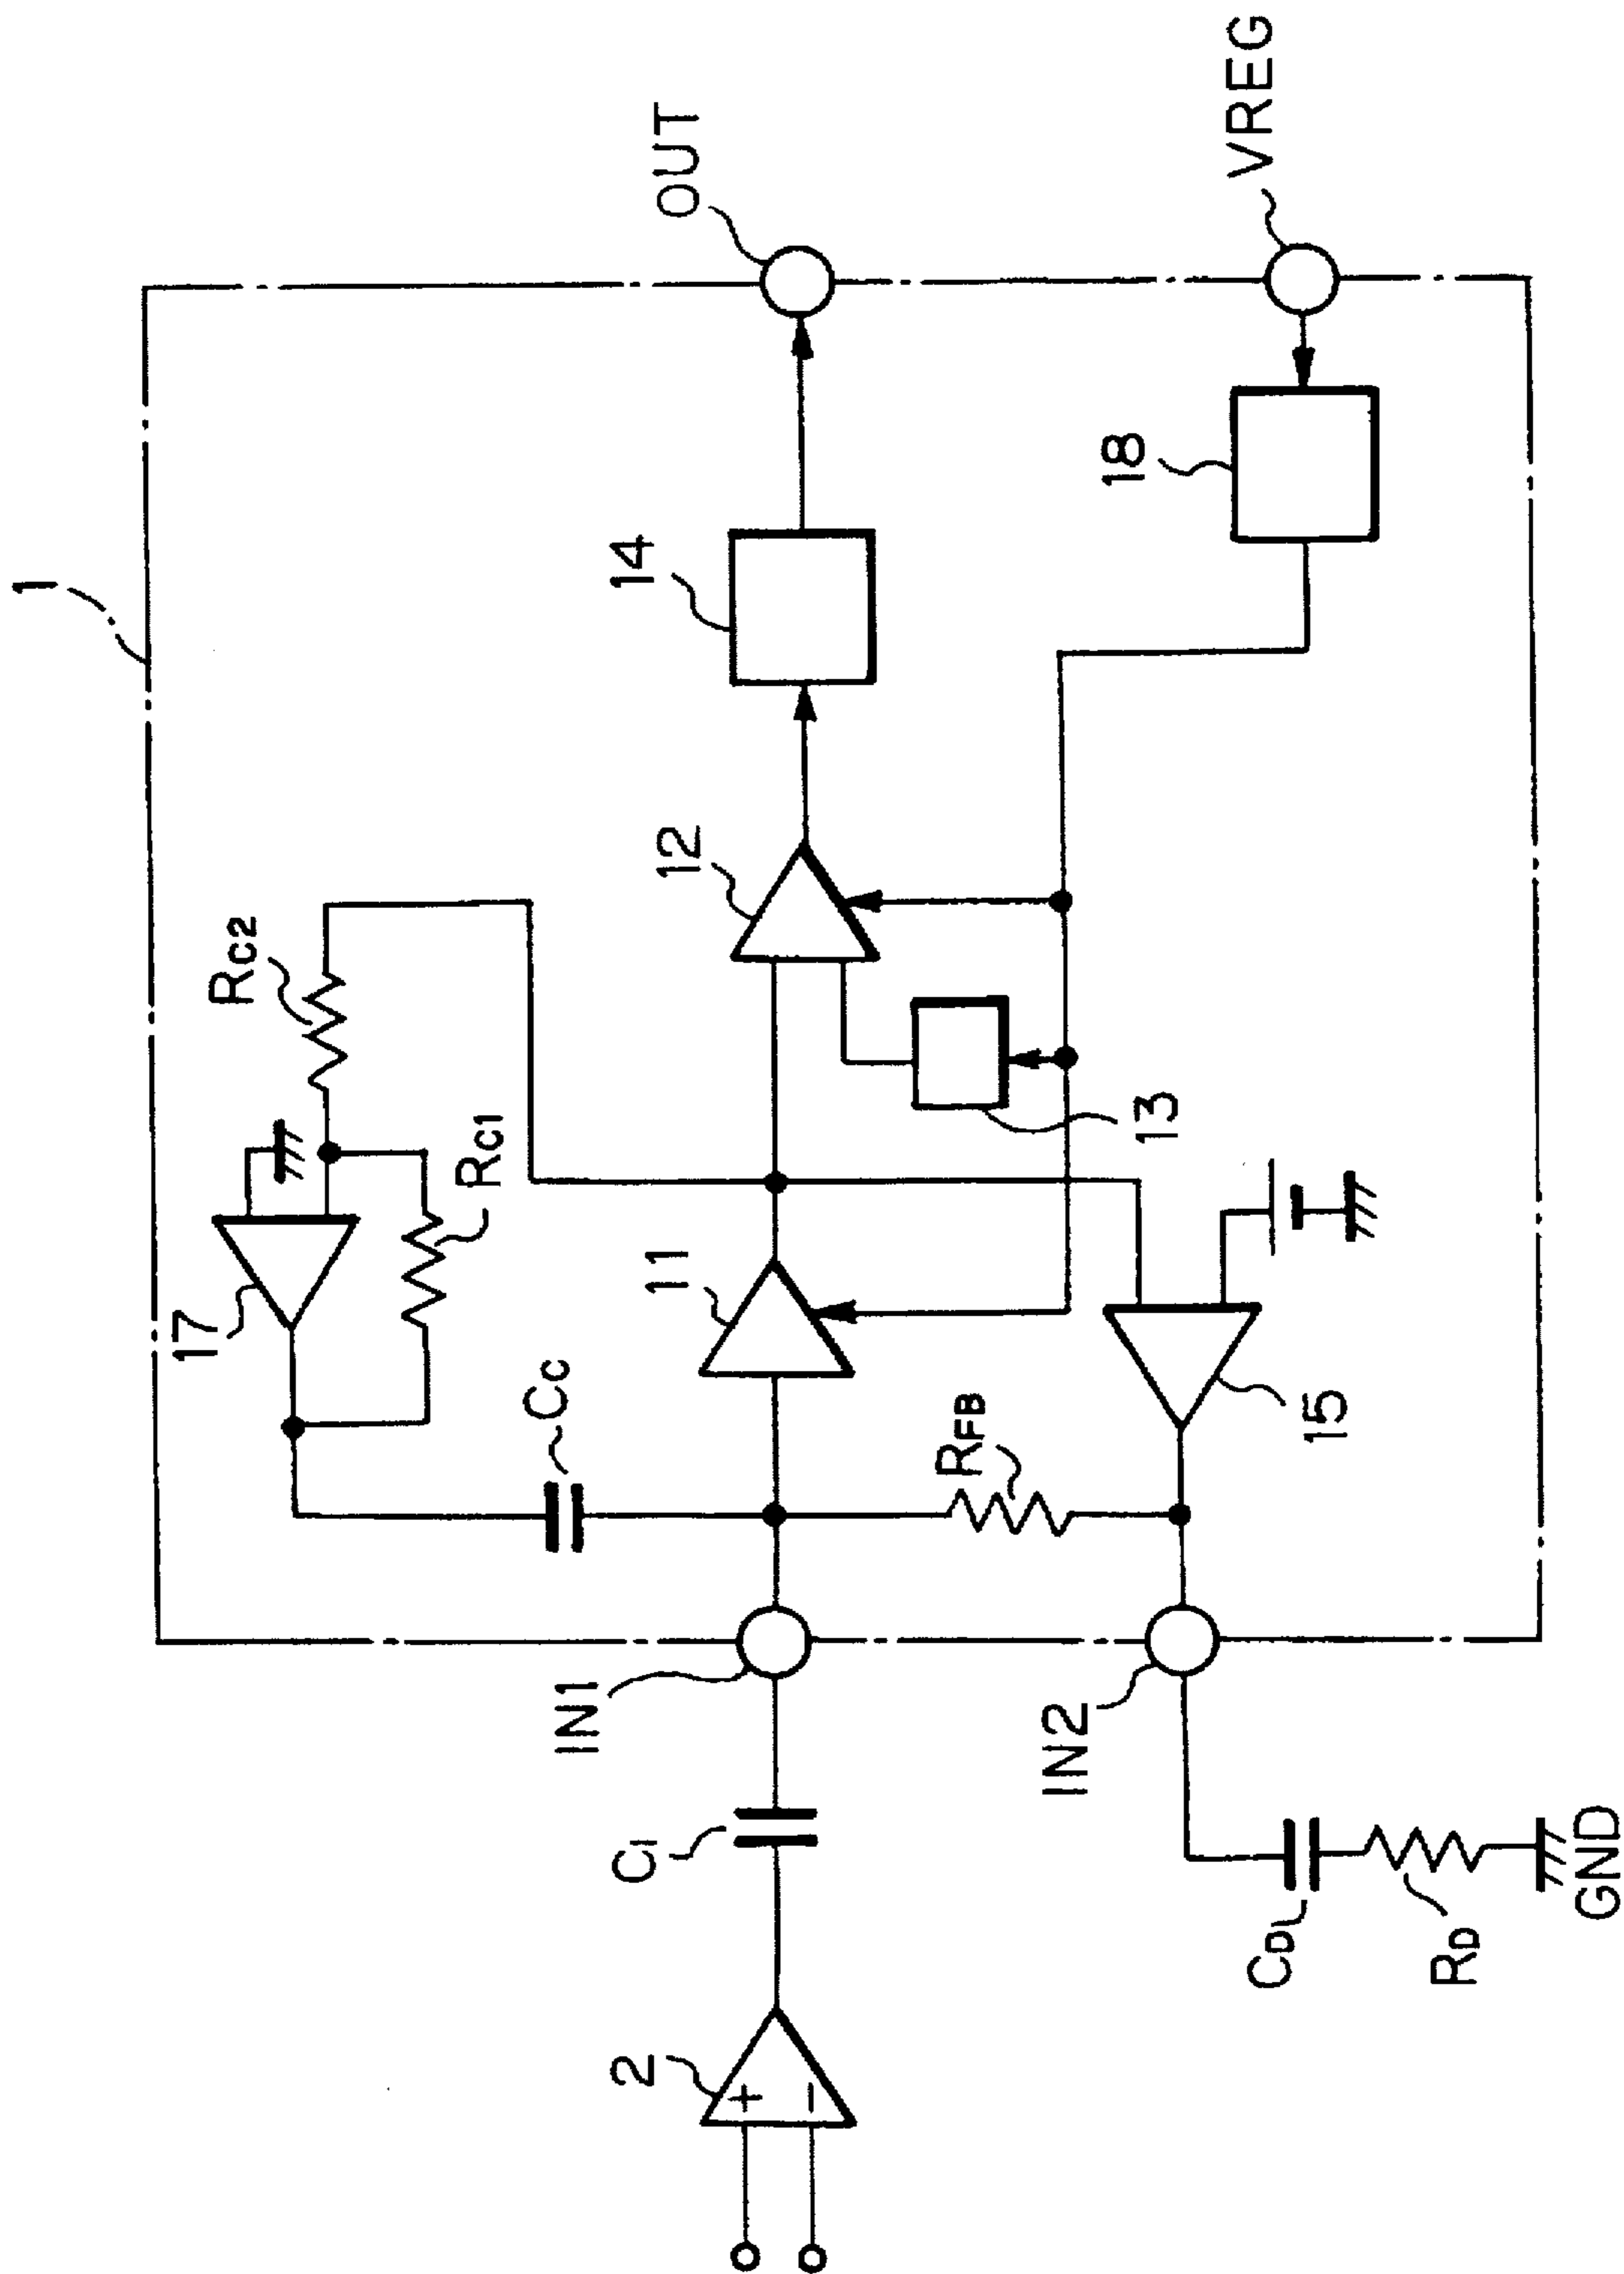 1
OUT
VREG
14
18
12
RC2
13
RC1
17
11
CC
RFB
15
IN1
IN2
CI
CD
RD
GND
2
+
−